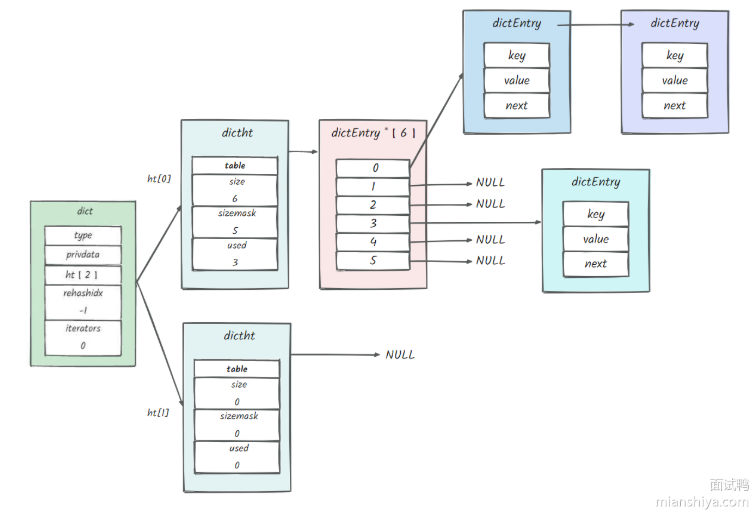 dict
type
privdata
ht [ 2 ]
rehashidx
-1
iterators
0
ht[0]
dictht
table
size
6
sizemask
5
used
3
ht[1]
dictht
table
size
0
sizemask
0
used
0
NULL
dictEntry * [ 6 ]
0
1
2
3
4
5
NULL
NULL
NULL
NULL
dictEntry
key
value
next
dictEntry
key
value
next
dictEntry
key
value
next
面试鸭
mianshiya.com